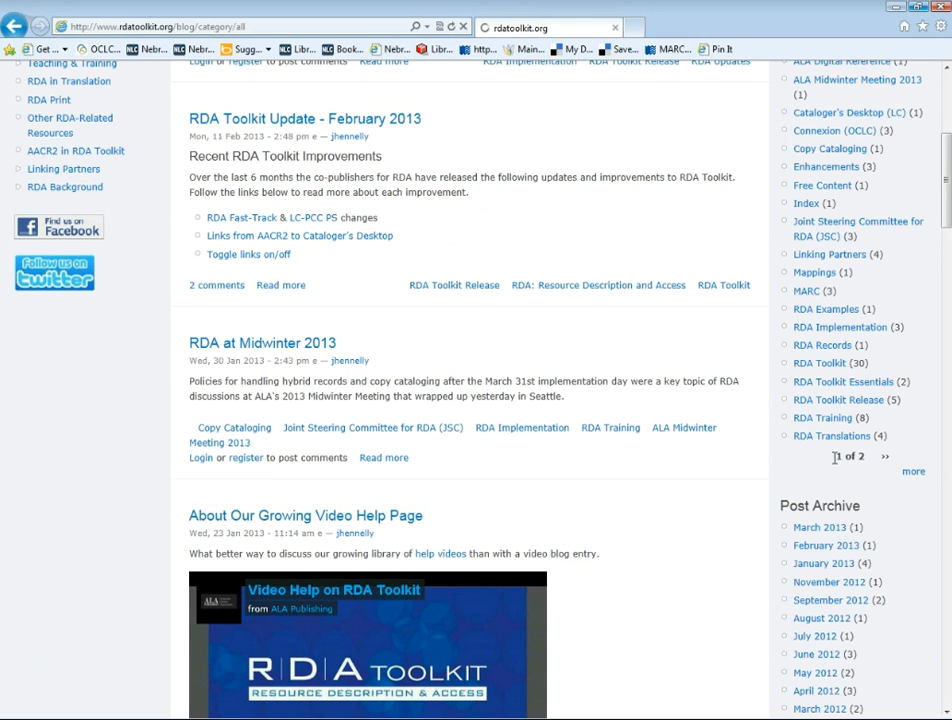 http://www.rdatoolkit.org/blog/category/all
rdatoolkit.org
Get ...
OCLC...
Nebr...
Nebr...
Sugg...
Libr...
Book...
Nebr...
Libr...
http...
Main...
My D...
Save...
MARC...
Pin It
Teaching & Training
RDA in Translation
RDA Print
Other RDA-Related
Resources
AACR2 in RDA Toolkit
Linking Partners
RDA Background
Find us on
Facebook
Follow us on
twitter
Login or register to post comments Read more RDA Implementation RDA Toolkit Release RDA Updates
RDA Toolkit Update - February 2013
Mon, 11 Feb 2013 - 2:48 pm e — jhennelly
Recent RDA Toolkit Improvements
Over the last 6 months the co-publishers for RDA have released the following updates and improvements to RDA Toolkit.
Follow the links below to read more about each improvement.
RDA Fast-Track & LC-PCC PS changes
Links from AACR2 to Cataloger's Desktop
Toggle links on/off
2 comments Read more RDA Toolkit Release RDA: Resource Description and Access RDA Toolkit
RDA at Midwinter 2013
Wed, 30 Jan 2013 - 2:43 pm e — jhennelly
Policies for handling hybrid records and copy cataloging after the March 31st implementation day were a key topic of RDA
discussions at ALA's 2013 Midwinter Meeting that wrapped up yesterday in Seattle.
Copy Cataloging Joint Steering Committee for RDA (JSC) RDA Implementation RDA Training ALA Midwinter
Meeting 2013
Login or register to post comments Read more
About Our Growing Video Help Page
Wed, 23 Jan 2013 - 11:14 am e — jhennelly
What better way to discuss our growing library of help videos than with a video blog entry.
ALA
Video Help on RDA Toolkit
from ALA Publishing
R|D|A TOOLKIT
RESOURCE DESCRIPTION & ACCESS
ALA Digital Reference (1)
ALA Midwinter Meeting 2013
(1)
Cataloger's Desktop (LC) (1)
Connexion (OCLC) (3)
Copy Cataloging (1)
Enhancements (3)
Free Content (1)
Index (1)
Joint Steering Committee for
RDA (JSC) (3)
Linking Partners (4)
Mappings (1)
MARC (3)
RDA Examples (1)
RDA Implementation (3)
RDA Records (1)
RDA Toolkit (30)
RDA Toolkit Essentials (2)
RDA Toolkit Release (5)
RDA Training (8)
RDA Translations (4)
1 of 2 ››
more
Post Archive
March 2013 (1)
February 2013 (1)
January 2013 (4)
November 2012 (1)
September 2012 (2)
August 2012 (1)
July 2012 (1)
June 2012 (3)
May 2012 (2)
April 2012 (3)
March 2012 (2)